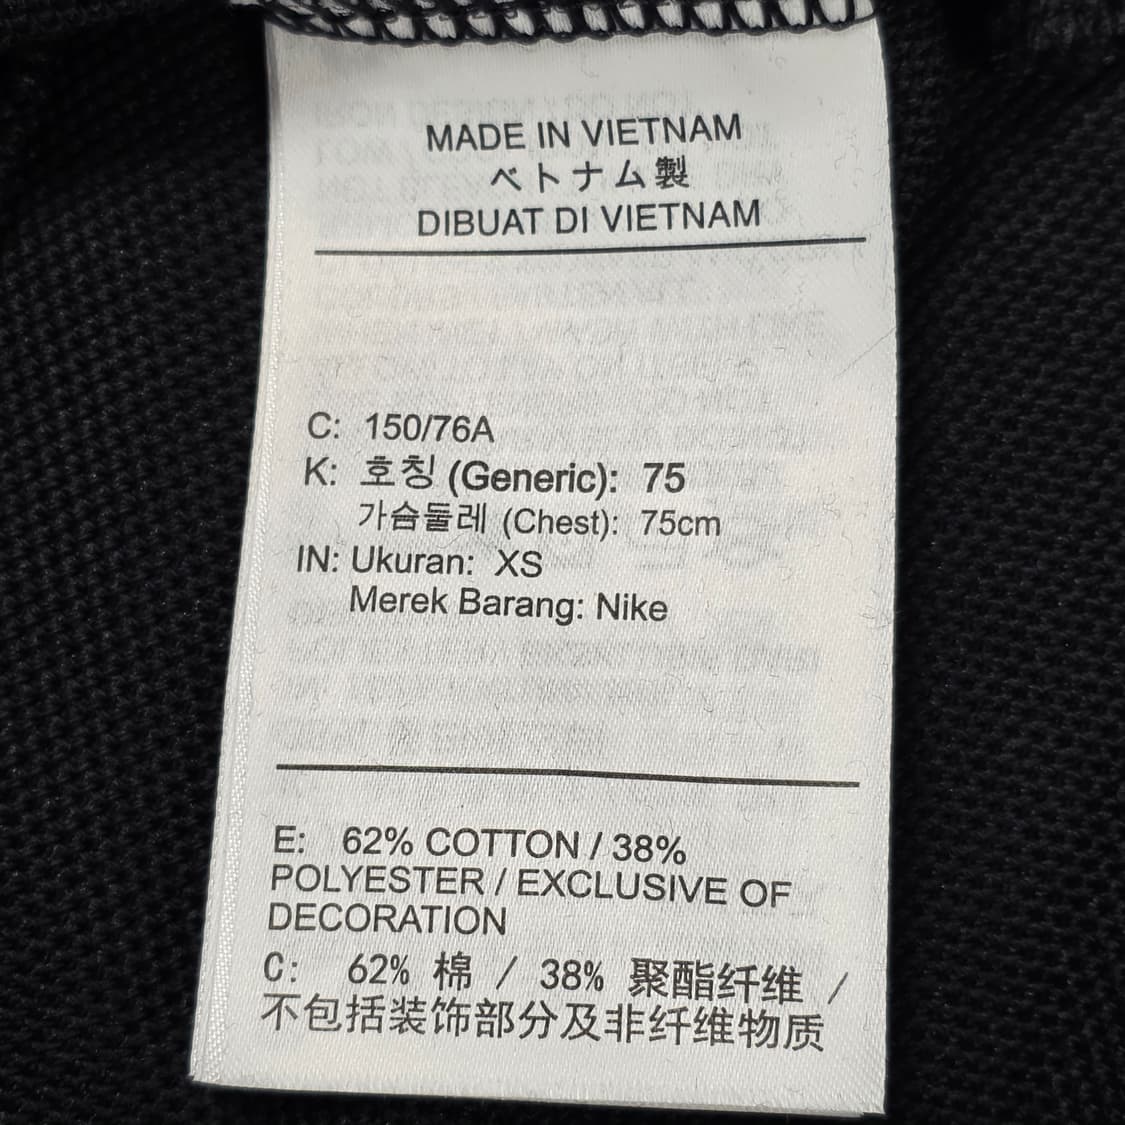 MADE IN VIETNAM
ベトナム製
DIBUAT DI VIETNAM
C: 150/76A
K: 호칭 (Generic): 75
가슴둘레 (Chest): 75cm
IN: Ukuran: XS
Merek Barang: Nike
E: 62% COTTON / 38%
POLYESTER / EXCLUSIVE OF
DECORATION
C: 62% 棉 / 38% 聚酯纤维 /
不包括装饰部分及非纤维物质